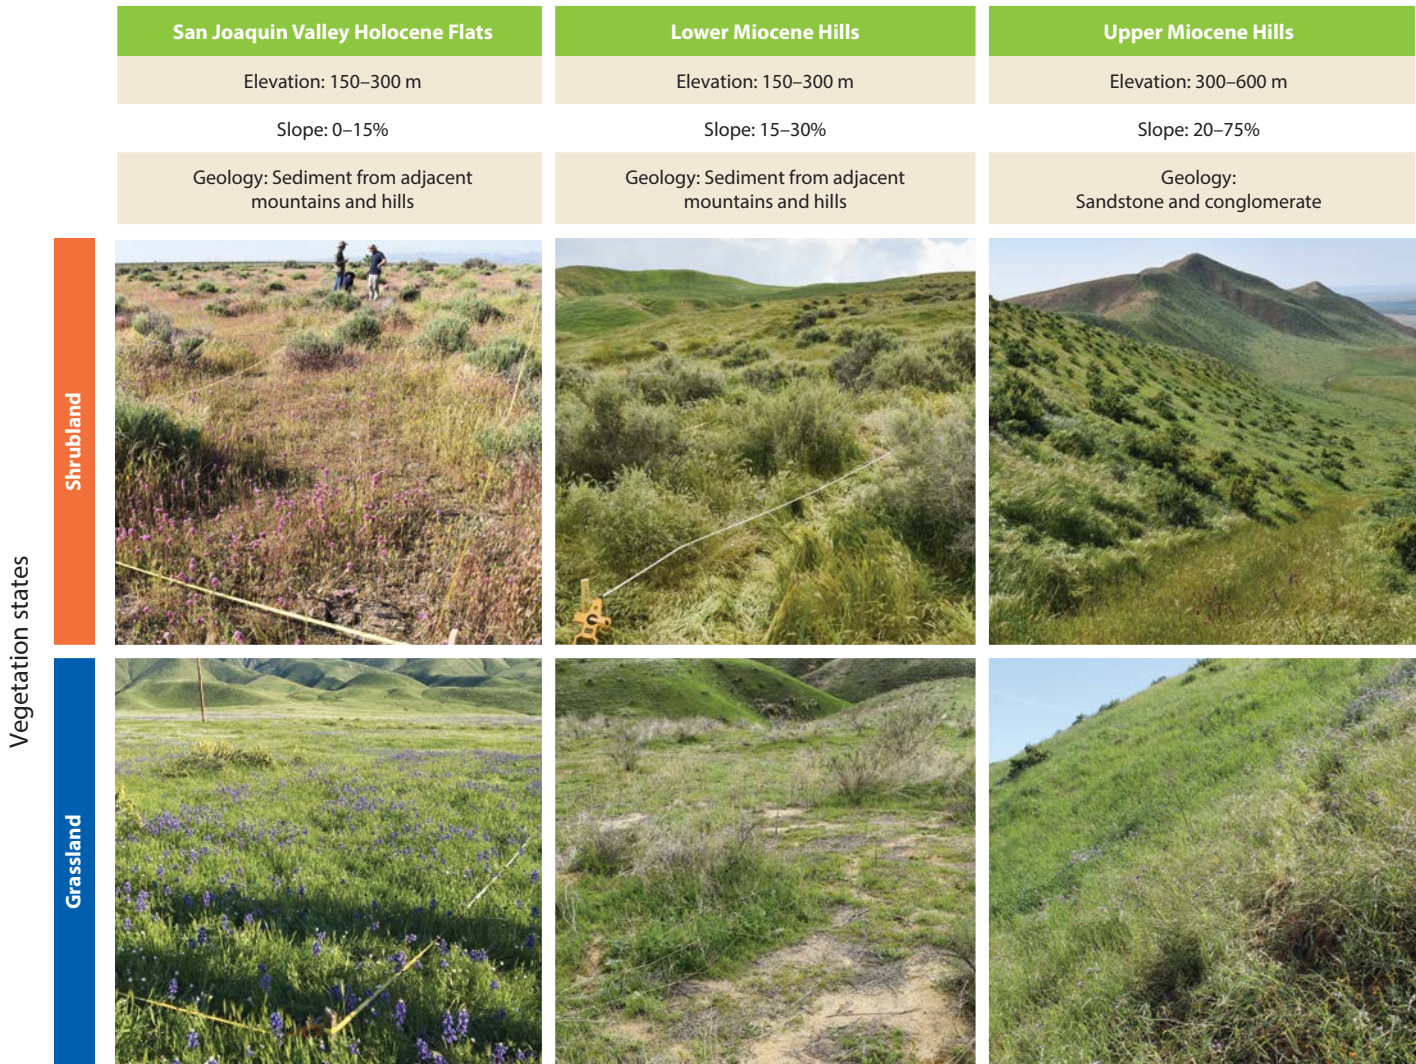 San Joaquin Valley Holocene Flats
Lower Miocene Hills
Upper Miocene Hills
Elevation: 150–300 m
Elevation: 150–300 m
Elevation: 300–600 m
Slope: 0–15%
Slope: 15–30%
Slope: 20–75%
Geology: Sediment from adjacent
mountains and hills
Geology: Sediment from adjacent
mountains and hills
Geology:
Sandstone and conglomerate
Vegetation states
Shrubland
Grassland